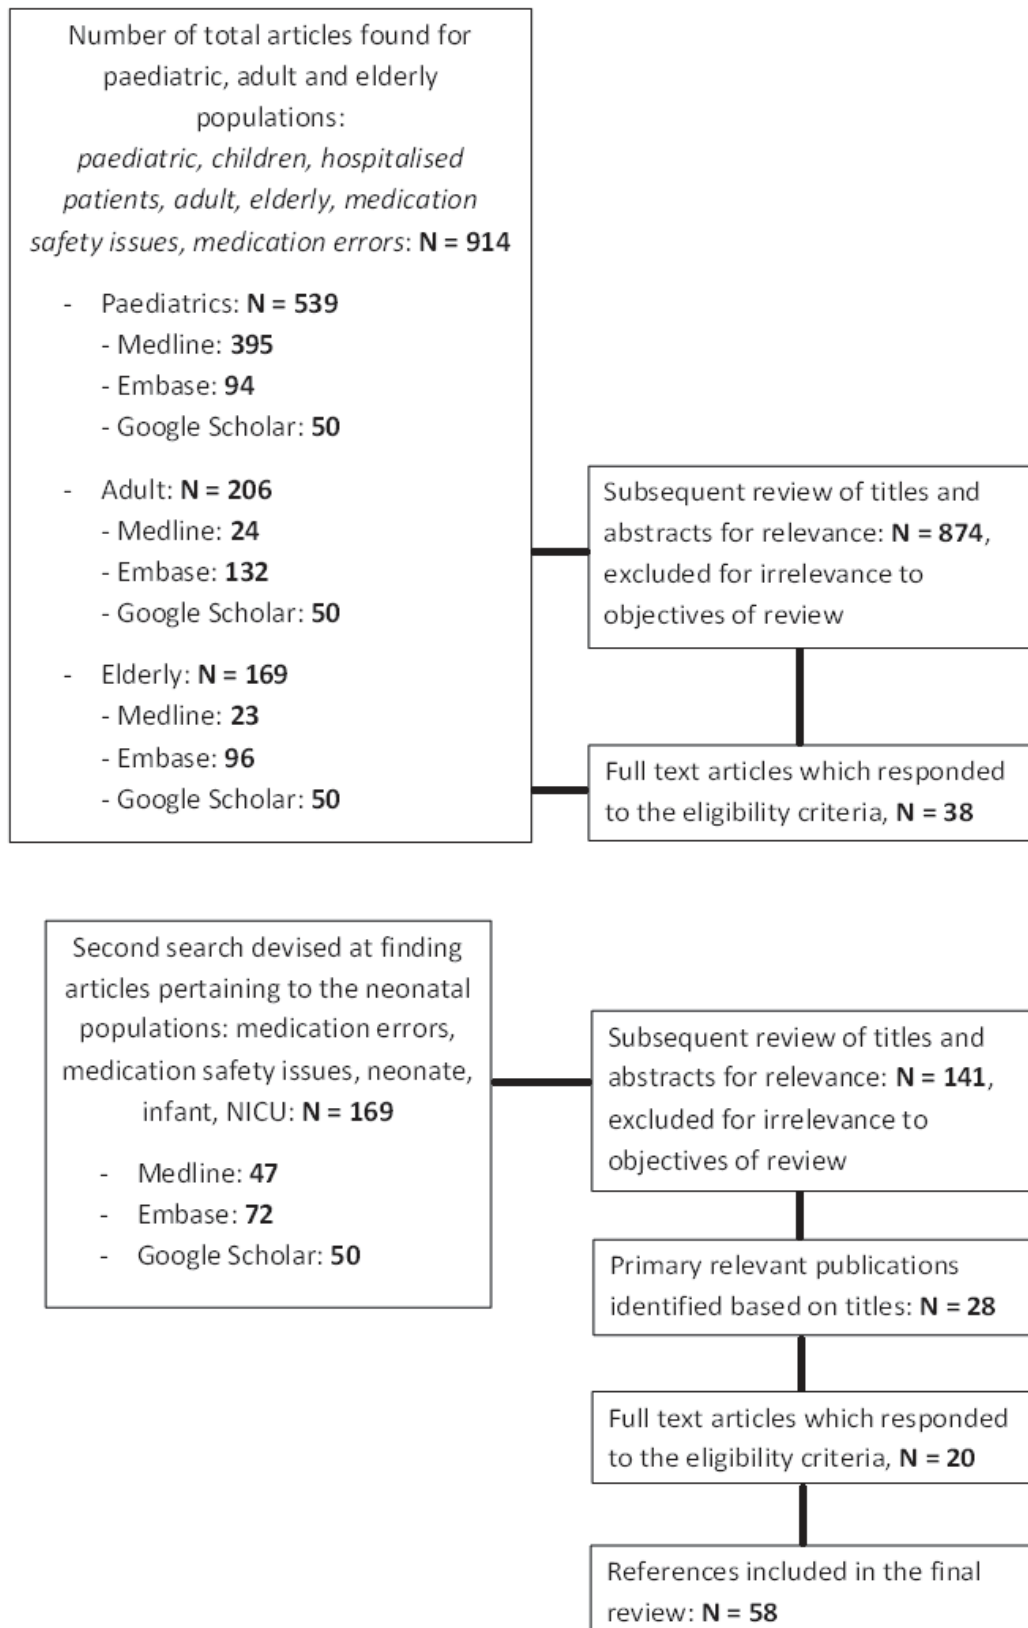 Number of total articles found for
paediatric, adult and elderly
populations:
paediatric, children, hospitalised
patients, adult, elderly, medication
safety issues, medication errors: N = 914
- Paediatrics: N = 539
- Medline: 395
- Embase: 94
- Google Scholar: 50
- Adult: N = 206
- Medline: 24
- Embase: 132
- Google Scholar: 50
- Elderly: N = 169
- Medline: 23
- Embase: 96
- Google Scholar: 50
Subsequent review of titles and
abstracts for relevance: N = 874,
excluded for irrelevance to
objectives of review
Full text articles which responded
to the eligibility criteria, N = 38
Second search devised at finding
articles pertaining to the neonatal
populations: medication errors,
medication safety issues, neonate,
infant, NICU: N = 169
- Medline: 47
- Embase: 72
- Google Scholar: 50
Subsequent review of titles and
abstracts for relevance: N = 141,
excluded for irrelevance to
objectives of review
Primary relevant publications
identified based on titles: N = 28
Full text articles which responded
to the eligibility criteria, N = 20
References included in the final
review: N = 58